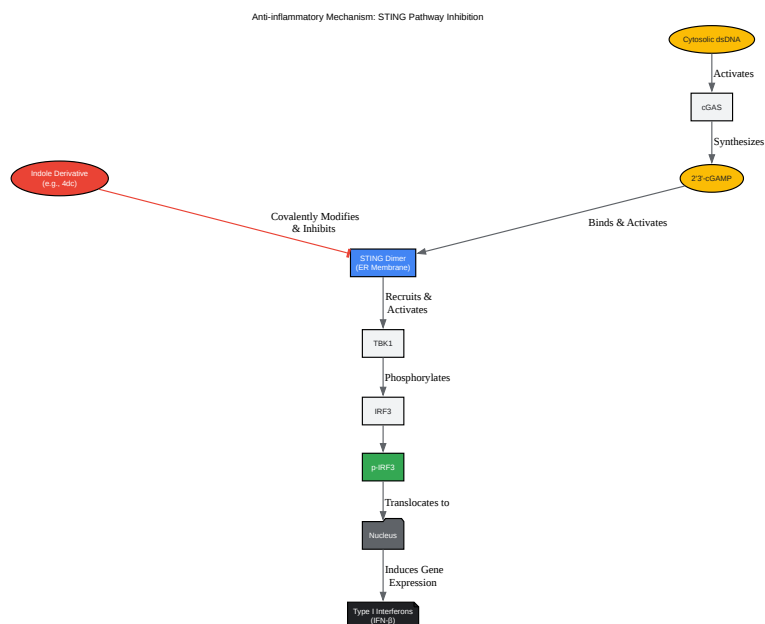 Anti-inflammatory Mechanism: STING Pathway Inhibition
Cytosolic dsDNA
Activates
cGAS
Synthesizes
Indole Derivative
(e.g., 4dc)
2'3'-cGAMP
Covalently Modifies
& Inhibits
Binds & Activates
STING Dimer
(ER Membrane)
Recruits &
Activates
TBK1
Phosphorylates
IRF3
p-IRF3
Translocates to
Nucleus
Induces Gene
Expression
Type I Interferons
(IFN-β)